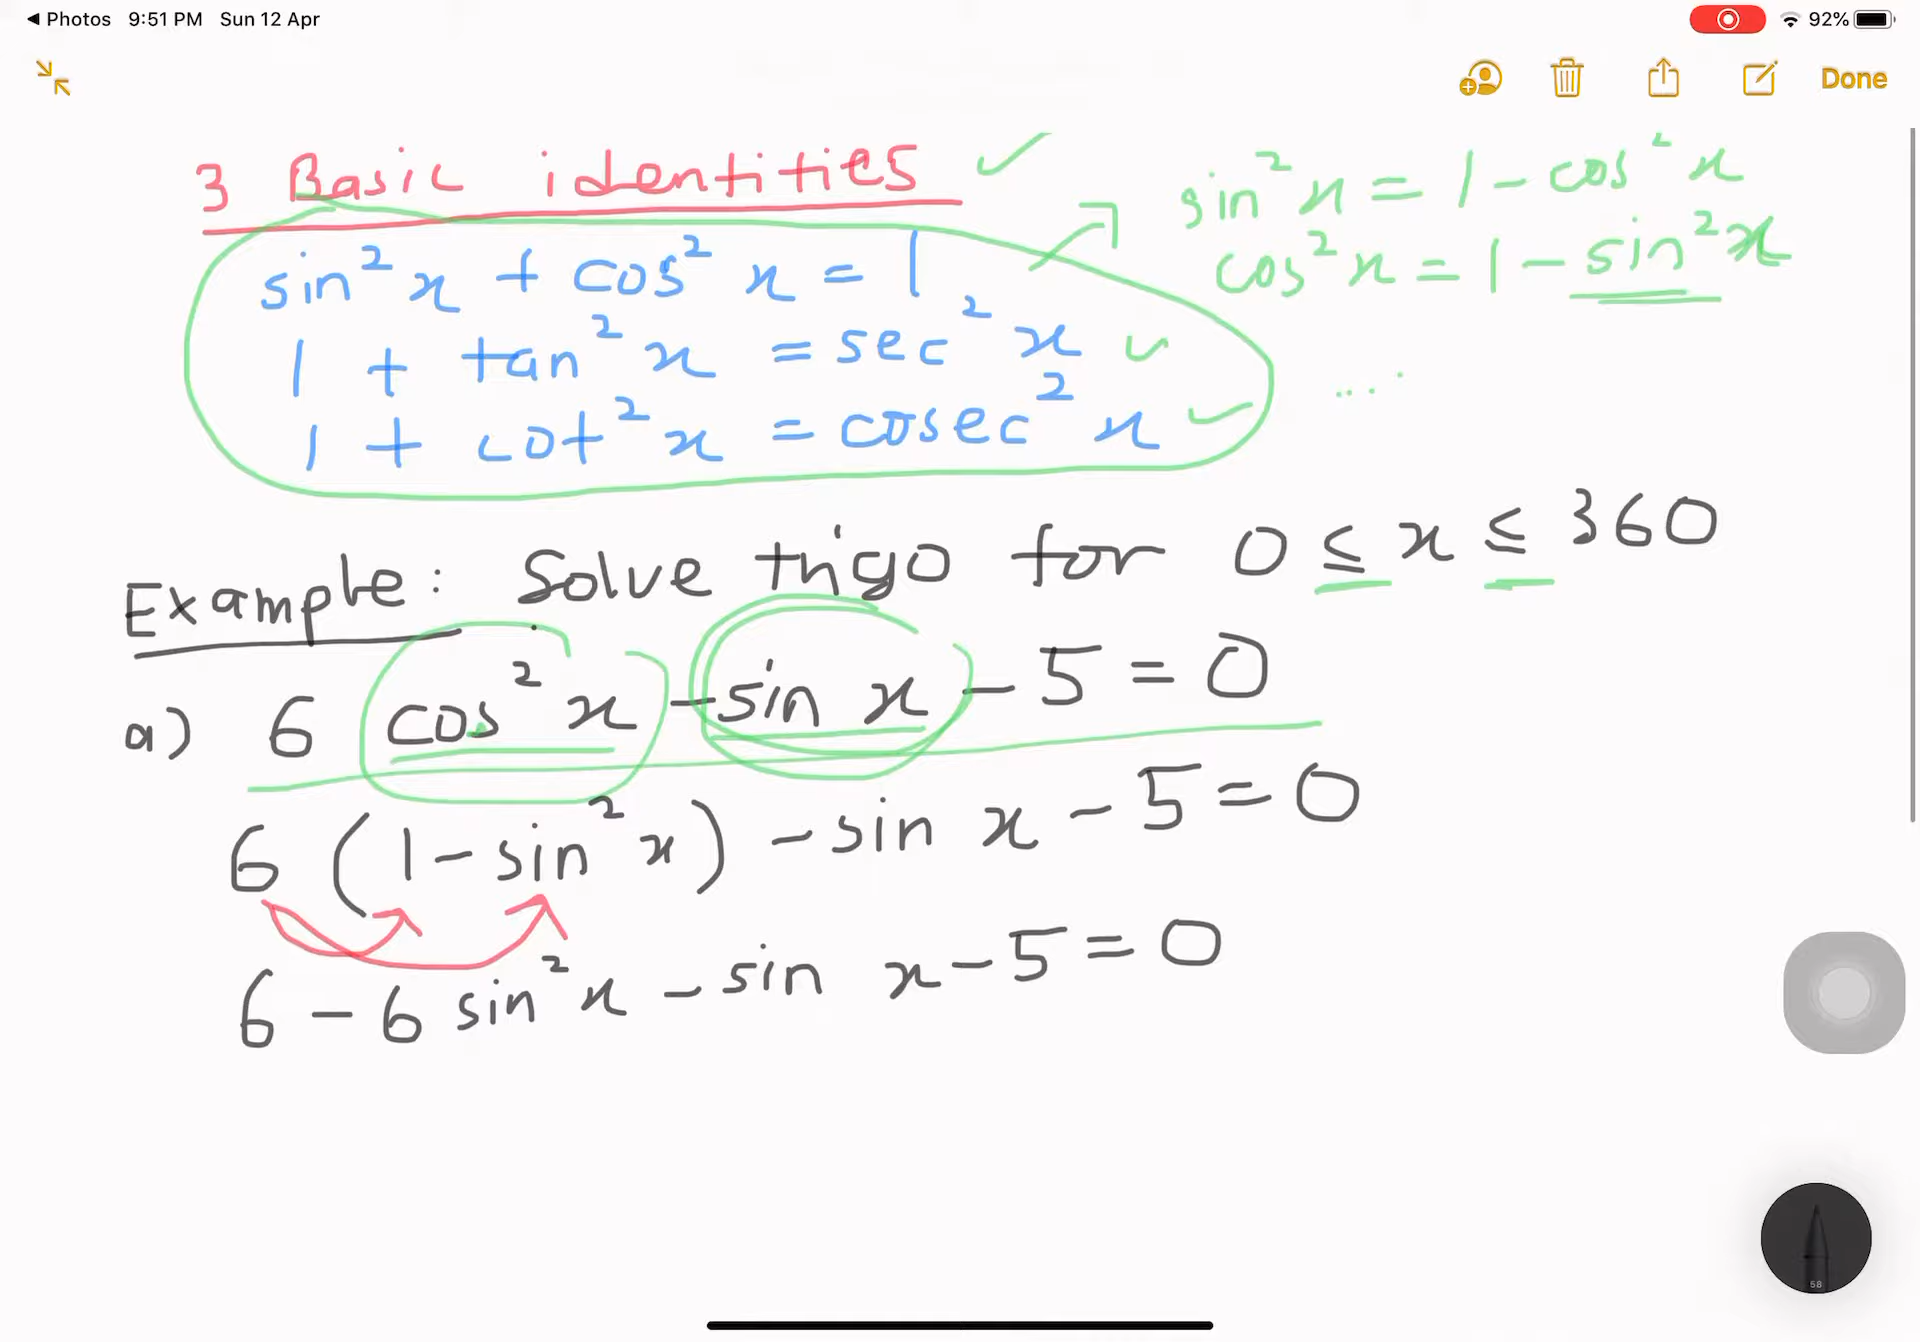 Photos 9:51 PM Sun 12 Apr 92%
Done
3 Basic identities ✓
sin²x + cos²x = 1
1 + tan²x = sec²x ✓
1 + cot²x = cosec²x ✓
sin²x = 1 - cos²x
cos²x = 1 - sin²x
.....
Example: Solve trigo for 0 ≤ x ≤ 360
a) 6 cos²x - sin x - 5 = 0
6 (1 - sin²x) - sin x - 5 = 0
6 - 6 sin²x - sin x - 5 = 0
58